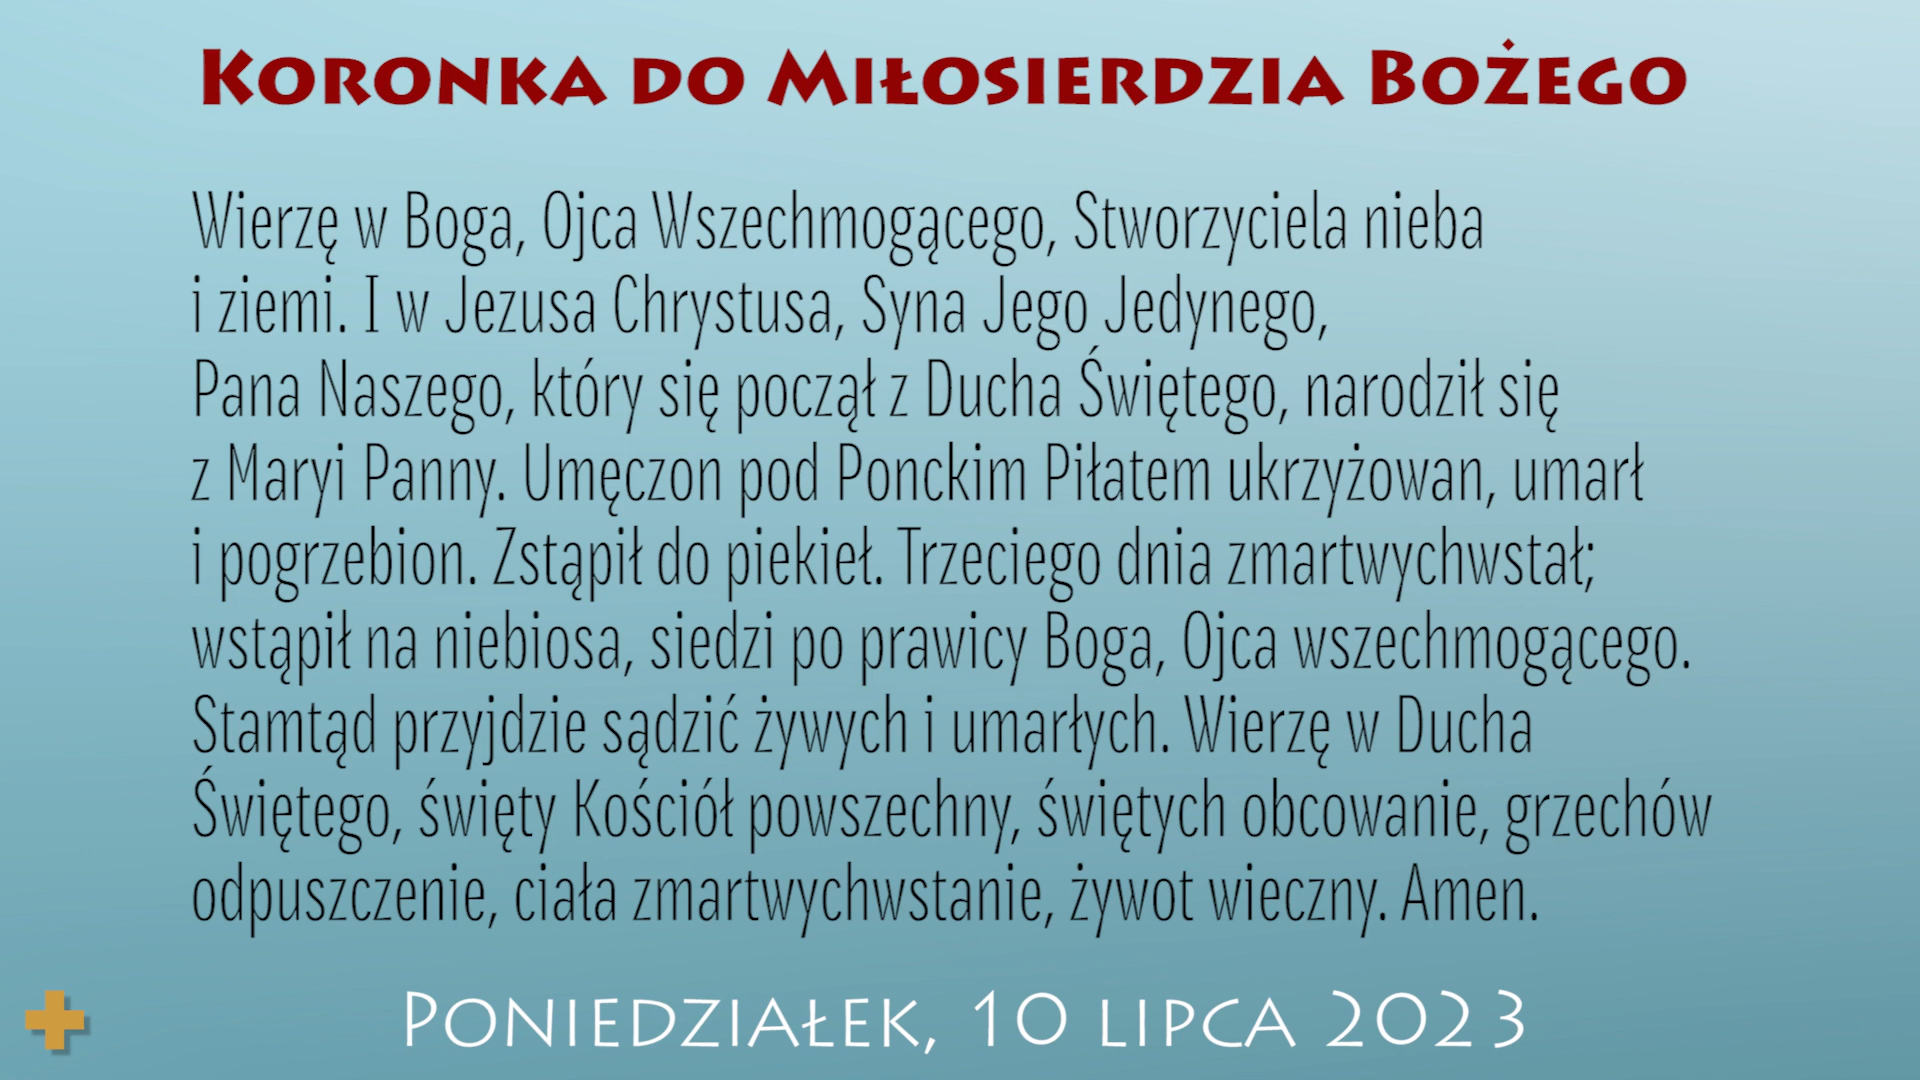 Koronka do Miłosierdzia Bożego
Wierzę w Boga, Ojca Wszechmogącego, Stworzyciela nieba
i ziemi. I w Jezusa Chrystusa, Syna Jego Jedynego,
Pana Naszego, który się począł z Ducha Świętego, narodził się
z Maryi Panny. Umęczon pod Ponckim Piłatem ukrzyżowan, umarł
i pogrzebion. Zstąpił do piekieł. Trzeciego dnia zmartwychwstał;
wstąpił na niebiosa, siedzi po prawicy Boga, Ojca wszechmogącego.
Stamtąd przyjdzie sądzić żywych i umarłych. Wierzę w Ducha
Świętego, święty Kościół powszechny, świętych obcowanie, grzechów
odpuszczenie, ciała zmartwychwstanie, żywot wieczny. Amen.
Poniedziałek, 10 lipca 2023